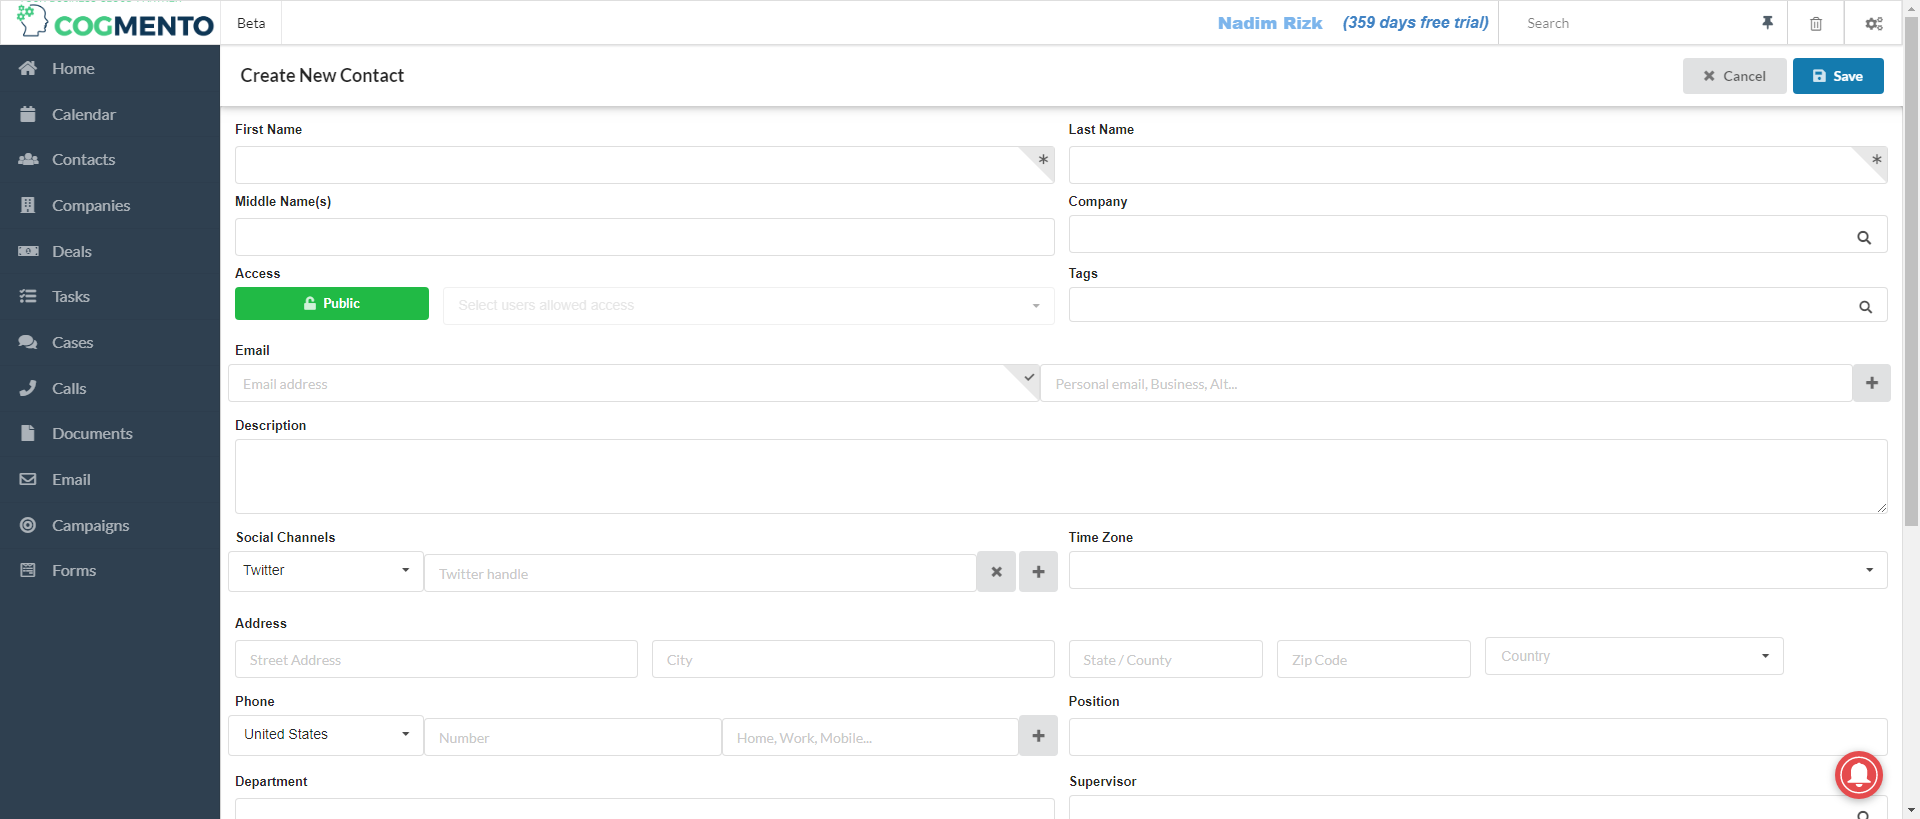 COGMENTO
Beta
Nadim Rizk
(359 days free trial)
Search
Home
Calendar
Contacts
Companies
Deals
Tasks
Cases
Calls
Documents
Email
Campaigns
Forms
Create New Contact
Cancel
Save
First Name
Last Name
*
*
Middle Name(s)
Company
Access
Tags
Public
Select users allowed access
Email
Email address
Personal email, Business, Alt...
Description
Social Channels
Time Zone
Twitter
Twitter handle
Address
Street Address
City
State / County
Zip Code
Country
Phone
Position
United States
Number
Home, Work, Mobile...
Department
Supervisor